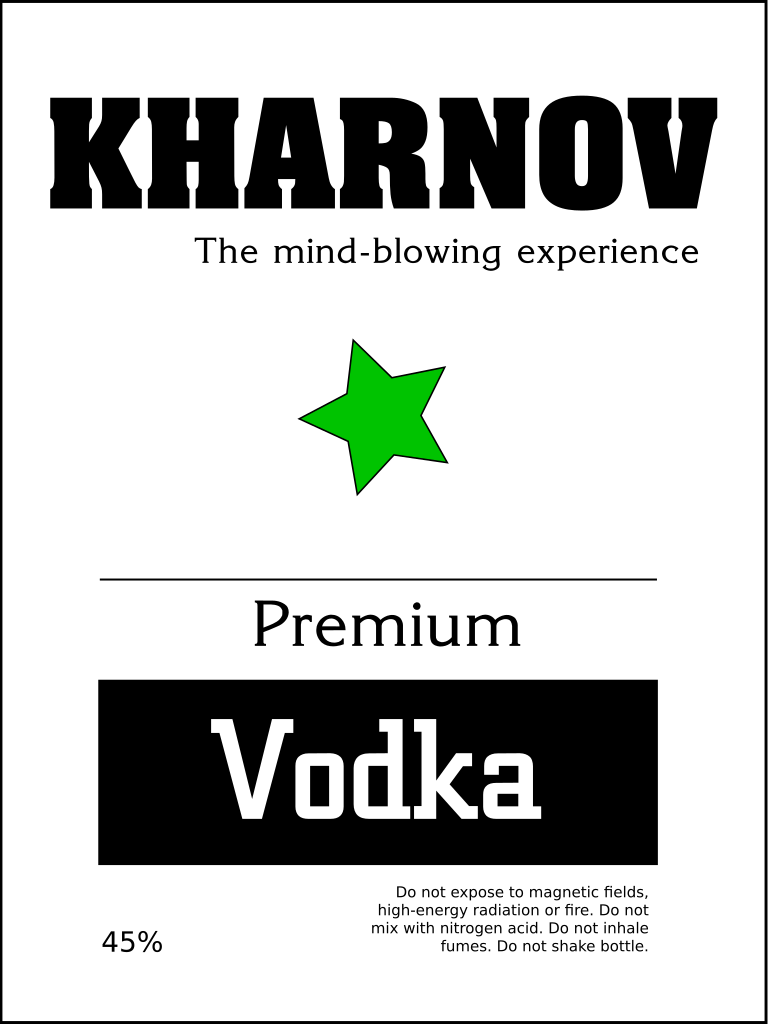 KHARNOV
The mind-blowing experience
Premium
Vodka
Do not expose to magnetic fields,
high-energy radiation or fire. Do not
mix with nitrogen acid. Do not inhale
fumes. Do not shake bottle.
45%